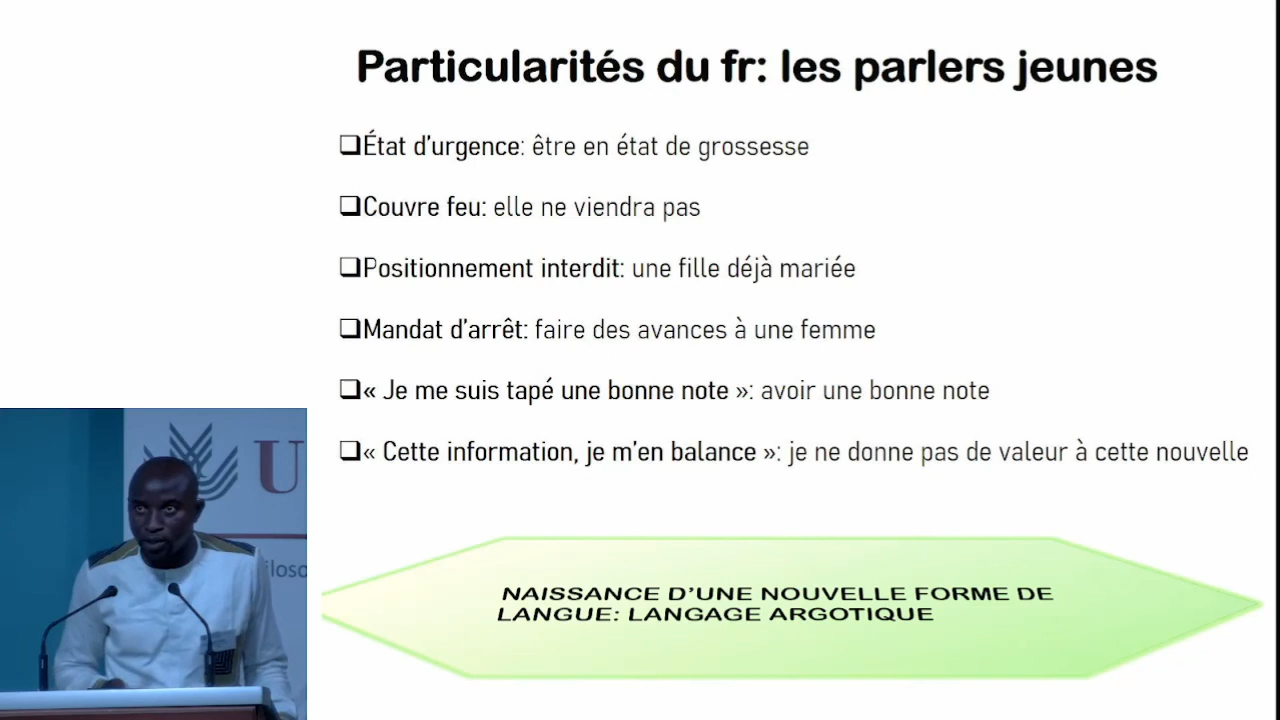 Particularités du fr: les parlers jeunes
❑État d'urgence: être en état de grossesse
❑Couvre feu: elle ne viendra pas
❑Positionnement interdit: une fille déjà mariée
❑Mandat d'arrêt: faire des avances à une femme
❑« Je me suis tapé une bonne note »: avoir une bonne note
❑« Cette information, je m'en balance »: je ne donne pas de valeur à cette nouvelle
NAISSANCE D'UNE NOUVELLE FORME DE
LANGUE: LANGAGE ARGOTIQUE
U